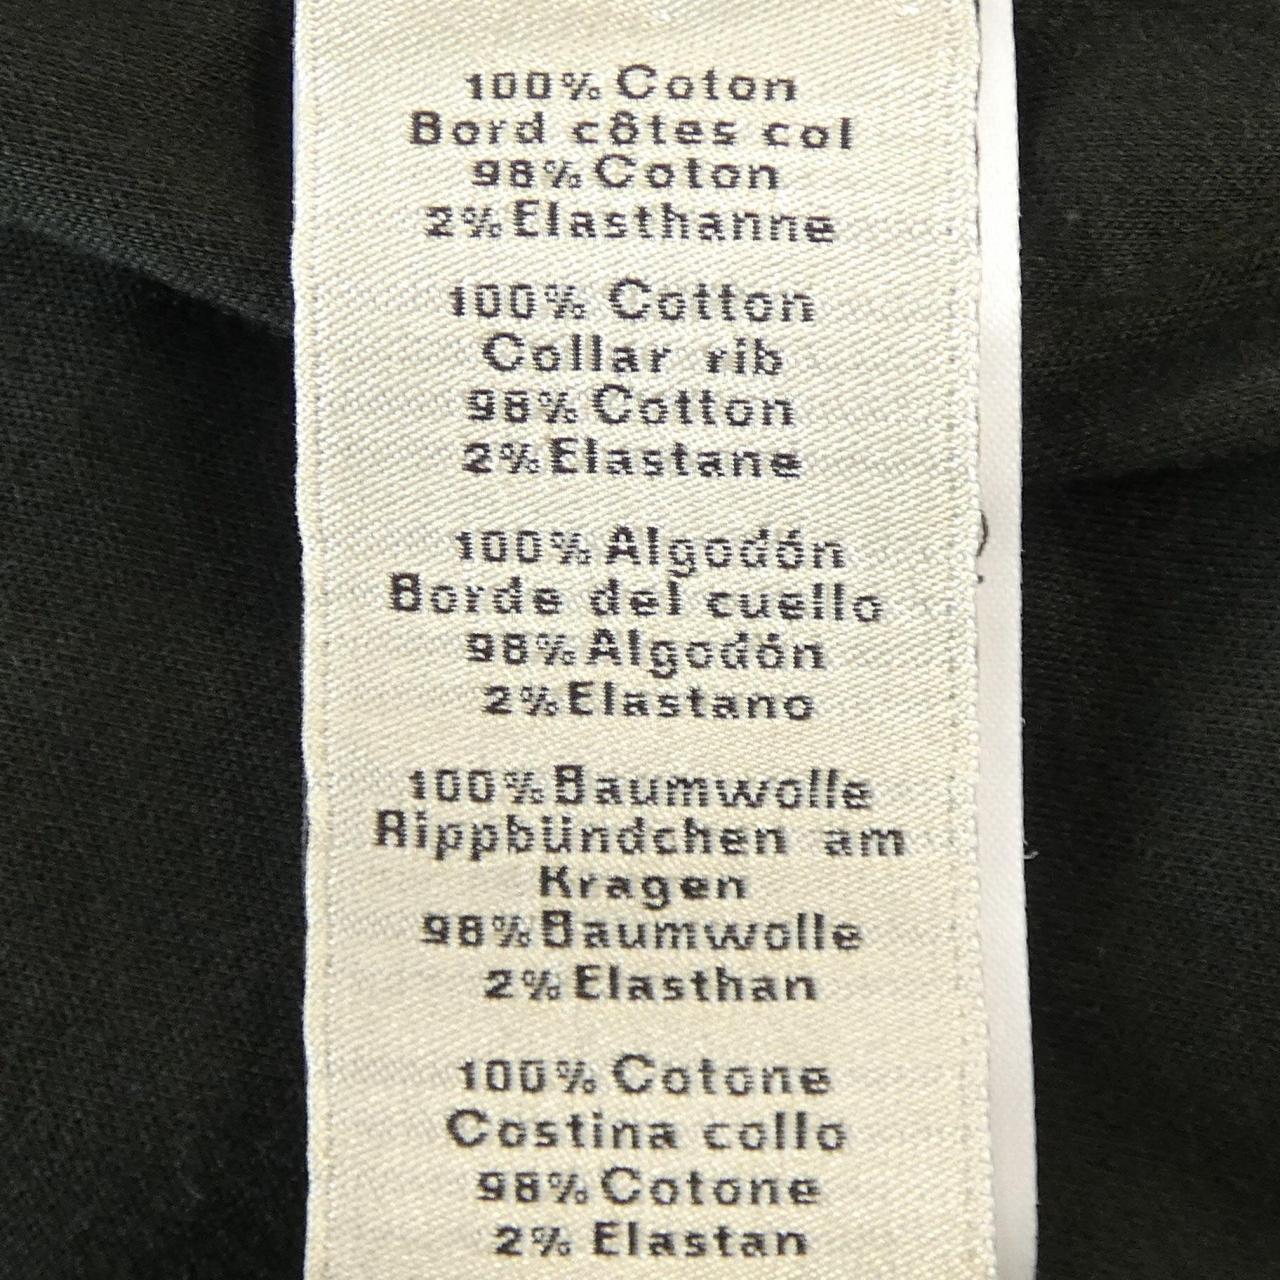 100% Coton
Bord côtes col
98% Coton
2% Elasthanne
100% Cotton
Collar rib
98% Cotton
2% Elastane
100% Algodón
Borde del cuello
98% Algodón
2% Elastano
100% Baumwolle
Rippbündchen am
Kragen
98% Baumwolle
2% Elasthan
100% Cotone
Costina collo
98% Cotone
2% Elastan